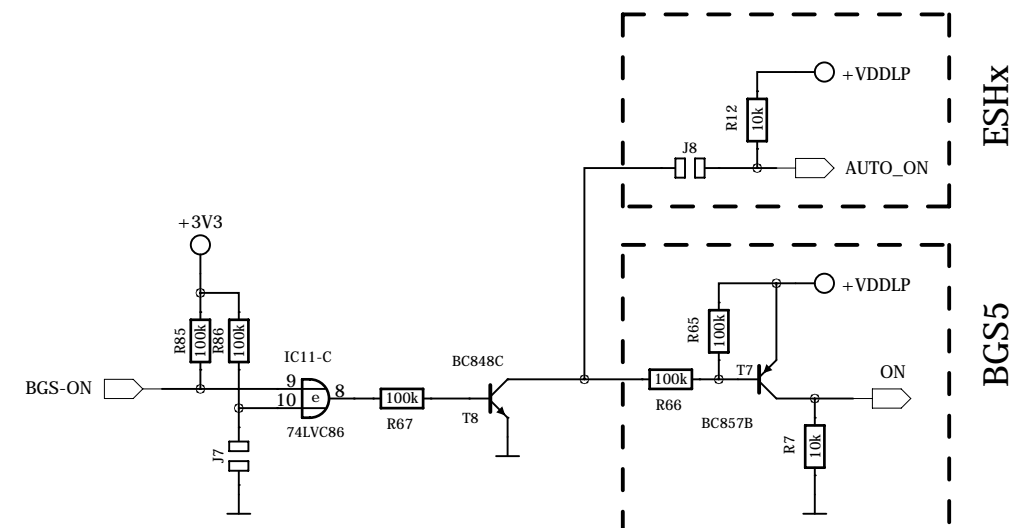 +VDDLP
R12
10k
J8
AUTO_ON
ESHx
+3V3
R85
100k
R86
100k
BGS-ON
IC11-C
9
10
e
8
74LVC86
J7
100k
R67
BC848C
T8
+VDDLP
R65
100k
100k
R66
T7
BC857B
ON
R7
10k
BGS5